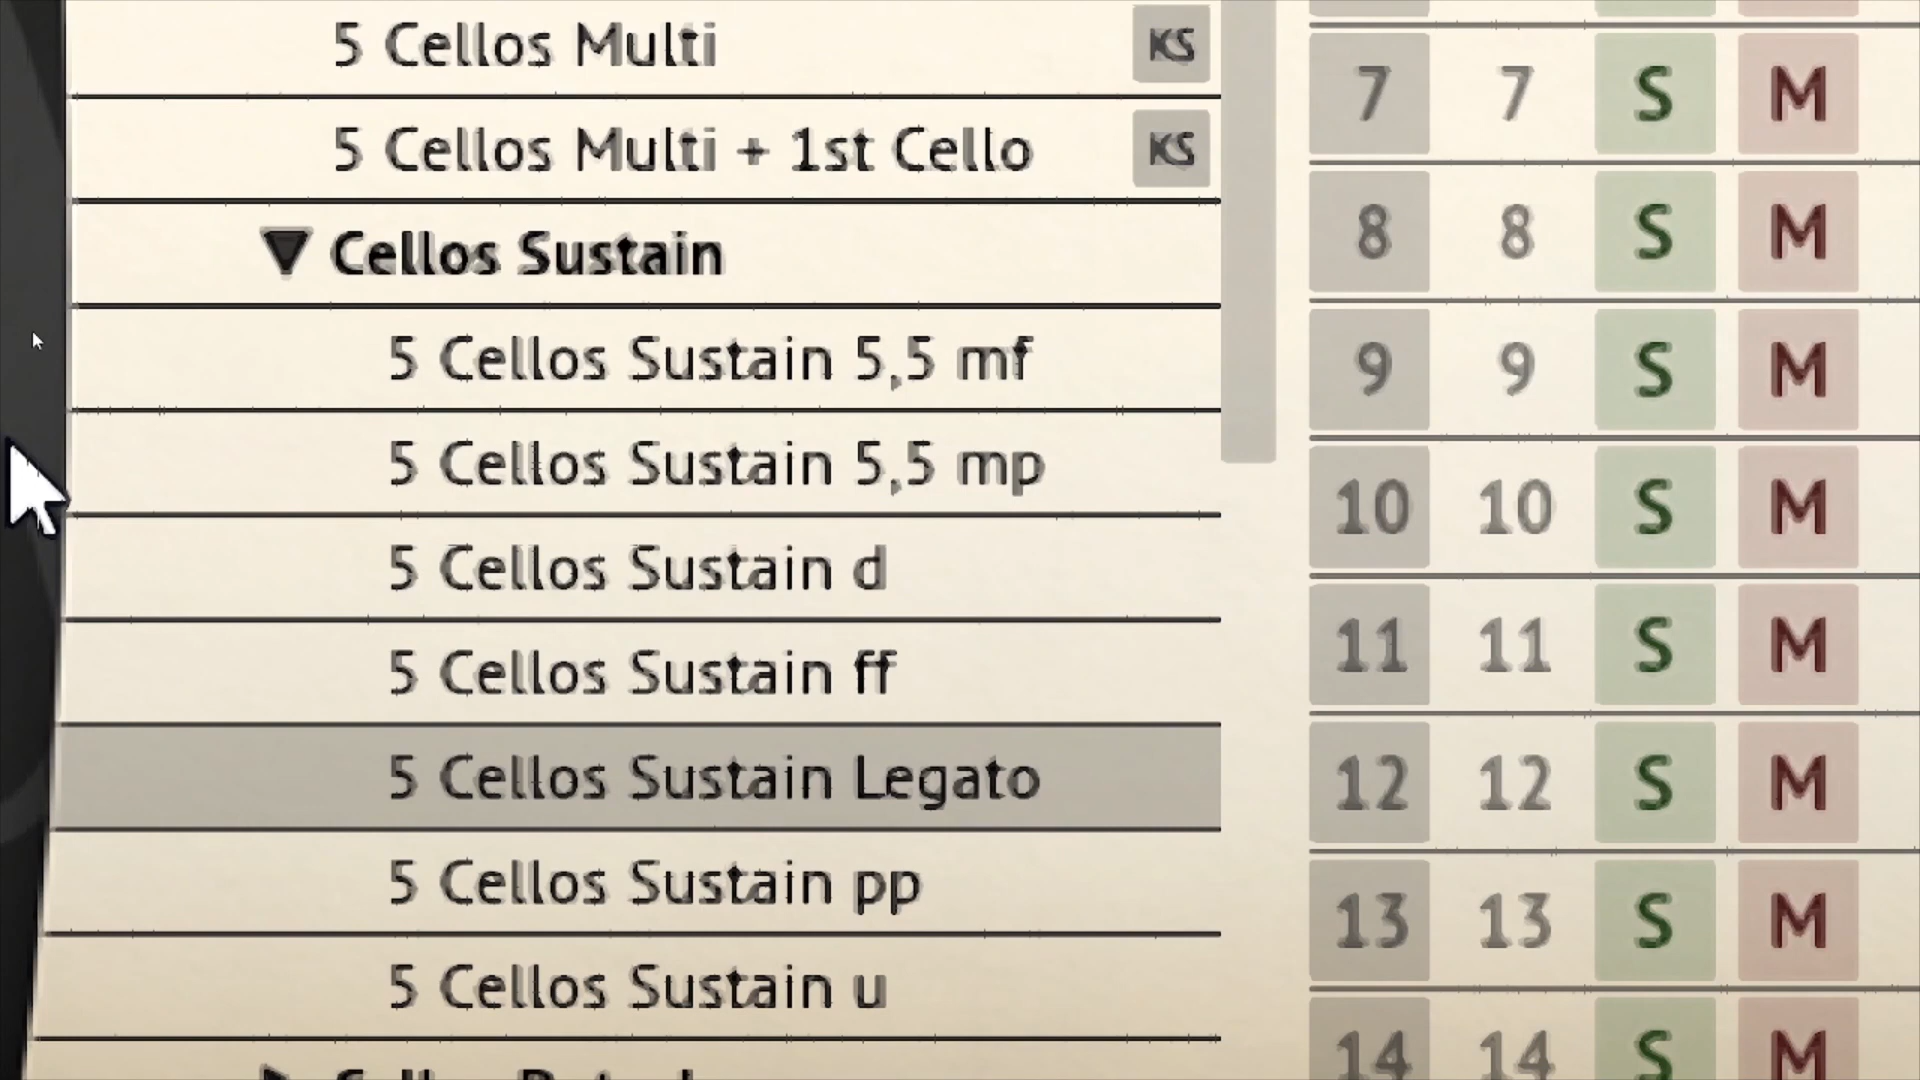 5 Cellos Multi KS
5 Cellos Multi + 1st Cello KS
Cellos Sustain
5 Cellos Sustain 5,5 mf
5 Cellos Sustain 5,5 mp
5 Cellos Sustain d
5 Cellos Sustain ff
5 Cellos Sustain Legato
5 Cellos Sustain pp
5 Cellos Sustain u
7 7 S M
8 8 S M
9 9 S M
10 10 S M
11 11 S M
12 12 S M
13 13 S M
14 14 S M